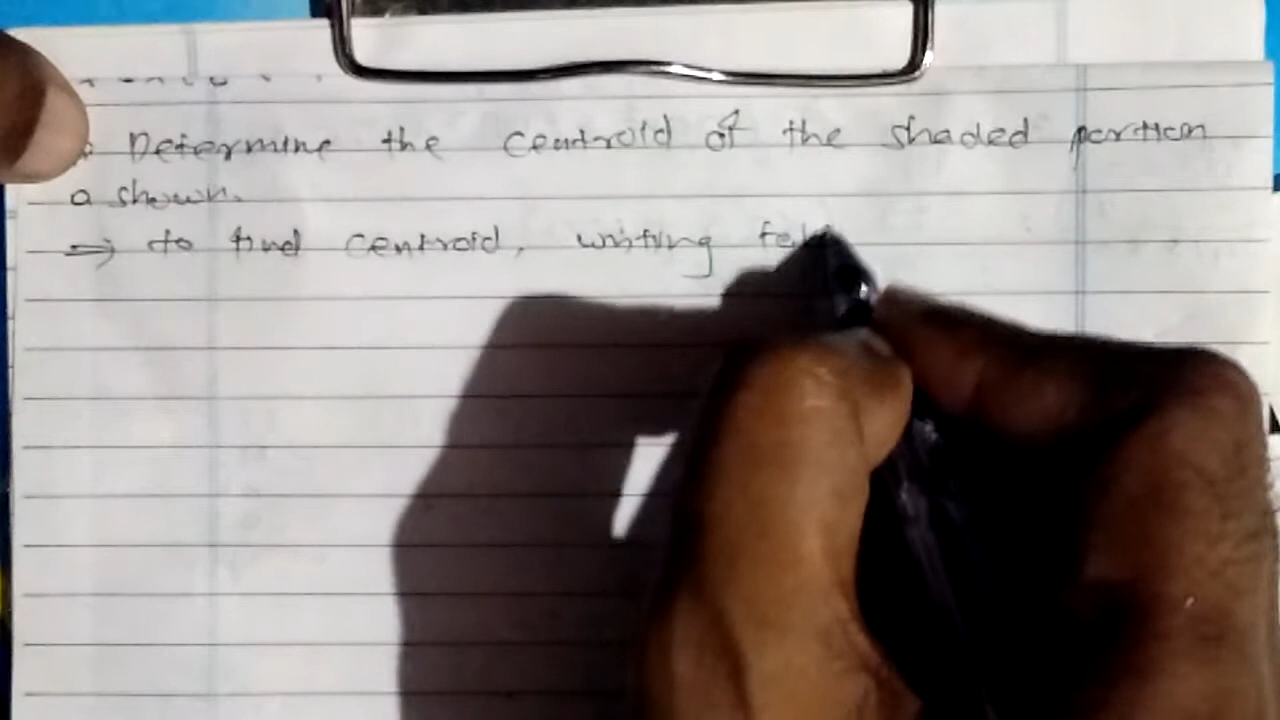 Determine the centroid of the shaded portion
a shown.
⇒ to find centroid, writing